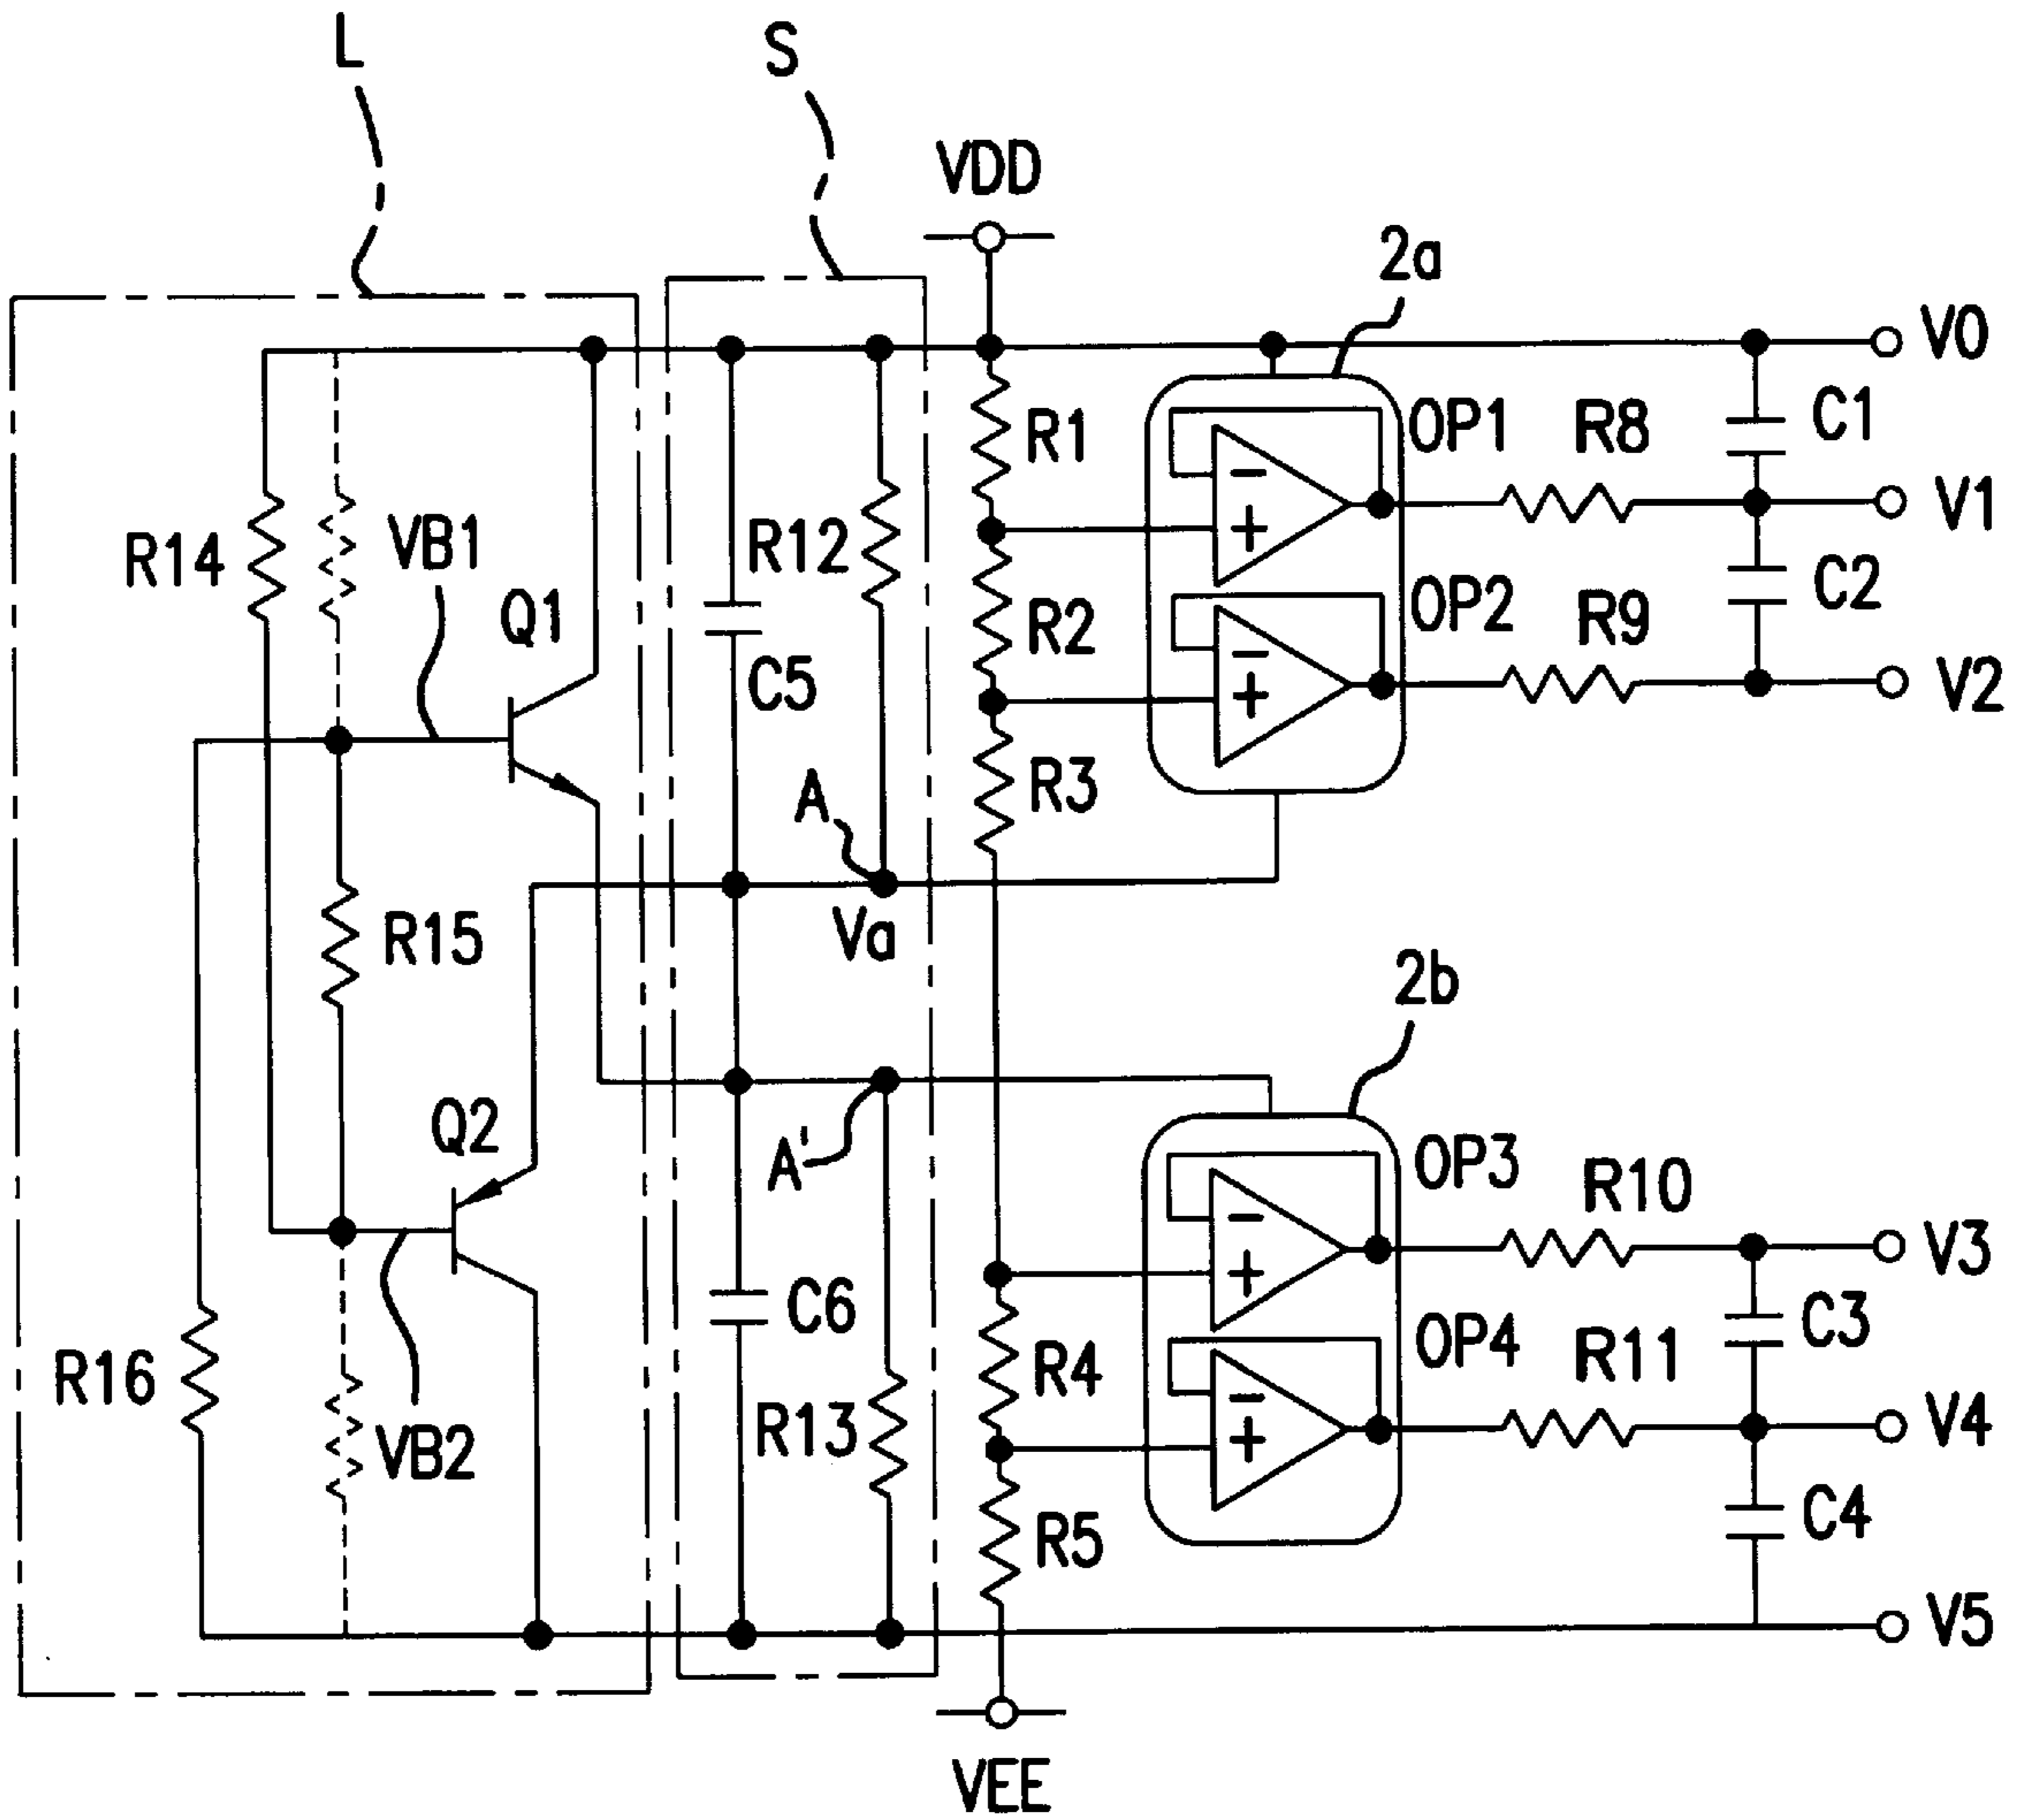 L
S
VDD
2a
V0
R1
OP1
R8
C1
V1
R14
VB1
R12
Q1
R2
OP2
R9
C2
C5
V2
A
R3
R15
Va
2b
Q2
A'
OP3
R10
V3
C6
R16
R4
OP4
R11
C3
V4
VB2
R13
R5
C4
V5
VEE